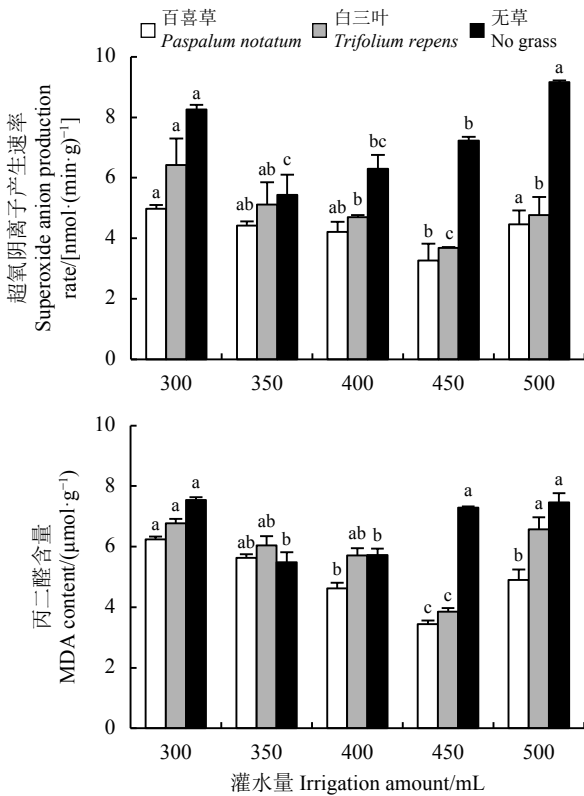 百喜草 白三叶 无草
Paspalum notatum Trifolium repens No grass
超氧阴离子产生速率
Superoxide anion production
rate/[nmol·(min·g)⁻¹]
10
8
6
4
2
0
a a a
ab ab c
ab b bc
b c b
a b a
300 350 400 450 500
丙二醛含量
MDA content/(μmol·g⁻¹)
10
8
6
4
2
0
a a a
ab ab b
b b b
c c a
b a a
300 350 400 450 500
灌水量 Irrigation amount/mL